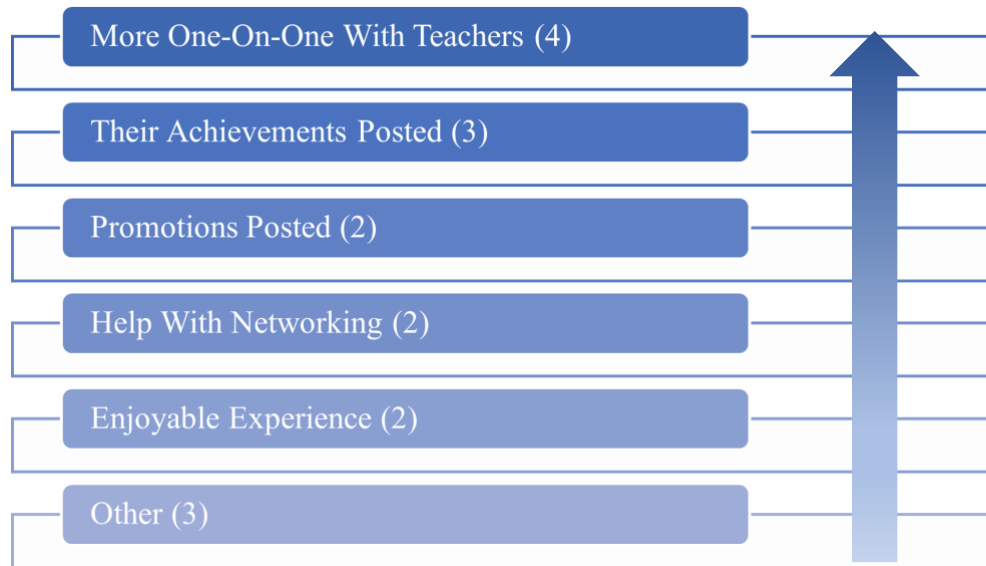 More One-On-One With Teachers (4)
Their Achievements Posted (3)
Promotions Posted (2)
Help With Networking (2)
Enjoyable Experience (2)
Other (3)